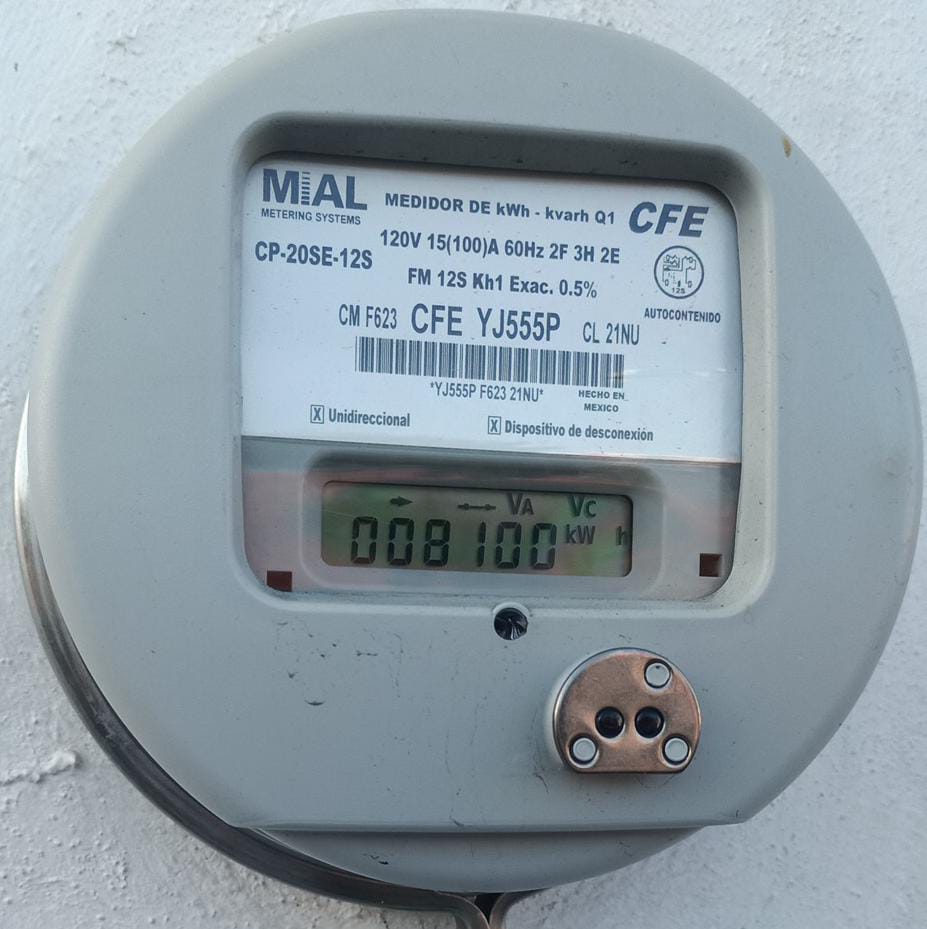 MIAL
METERING SYSTEMS
MEDIDOR DE kWh - kvarh Q1
CFE
CP-20SE-12S
120V 15(100)A 60Hz 2F 3H 2E
FM 12S Kh1 Exac. 0.5%
12S
AUTOCONTENIDO
CM F623 CFE YJ555P CL 21NU
*YJ555P F623 21NU*
HECHO EN
MEXICO
X Unidireccional
X Dispositivo de desconexión
VA VC
008100 kW h